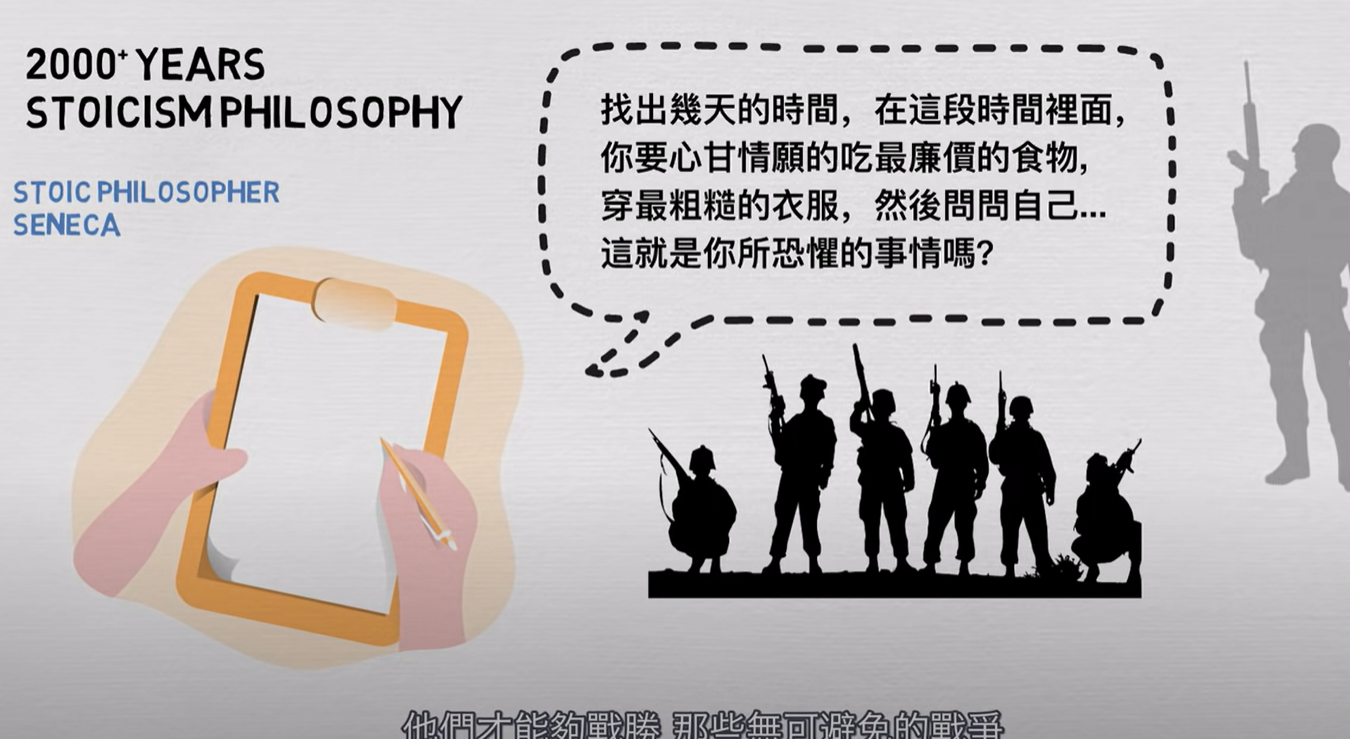 2000+ YEARS
STOICISM PHILOSOPHY
STOIC PHILOSOPHER
SENECA
找出幾天的時間，在這段時間裡面，
你要心甘情願的吃最廉價的食物，
穿最粗糙的衣服，然後問問自己...
這就是你所恐懼的事情嗎?
他們才能夠戰勝 那些無可避免的戰爭